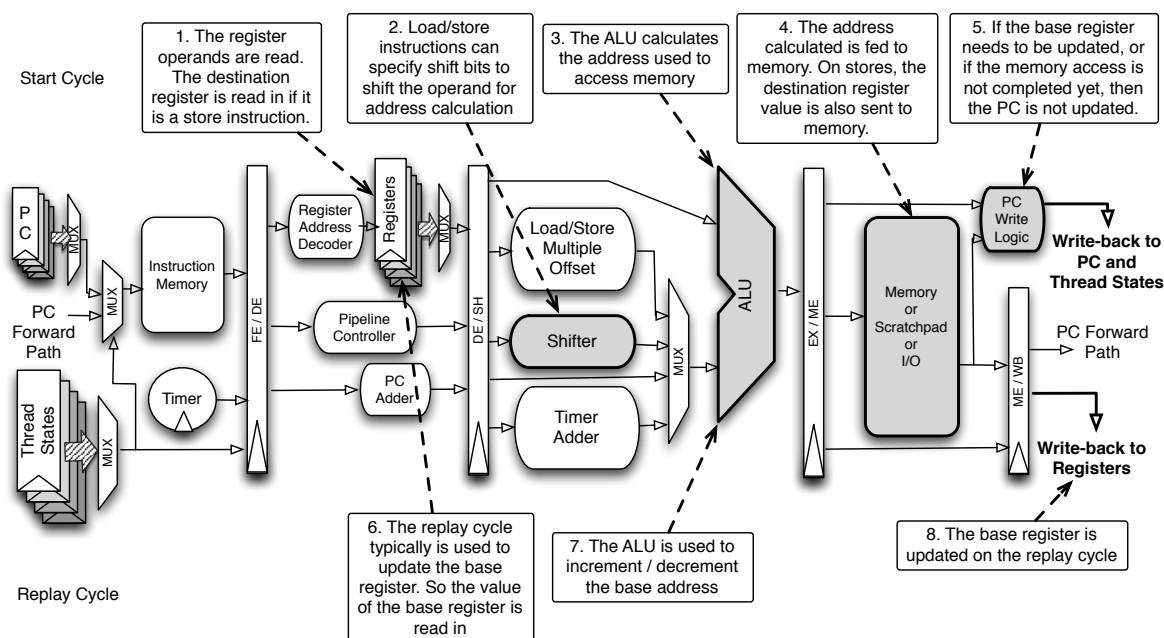 1. The register
operands are read.
The destination
register is read in if it
is a store instruction.
2. Load/store
instructions can
specify shift bits to
shift the operand for
address calculation
3. The ALU calculates
the address used to
access memory
4. The address
calculated is fed to
memory. On stores, the
destination register
value is also sent to
memory.
5. If the base register
needs to be updated, or
if the memory access is
not completed yet, then
the PC is not updated.
Start Cycle
P
C
MUX
MUX
PC
Forward
Path
Thread
States
MUX
Instruction
Memory
Timer
FE / DE
Register
Address
Decoder
Registers
MUX
Pipeline
Controller
PC
Adder
DE / SH
Load/Store
Multiple
Offset
Shifter
Timer
Adder
MUX
ALU
EX / ME
Memory
or
Scratchpad
or
I/O
PC
Write
Logic
Write-back to
PC and
Thread States
ME / WB
PC Forward
Path
Write-back to
Registers
6. The replay cycle
typically is used to
update the base
register. So the value
of the base register is
read in
7. The ALU is used to
increment / decrement
the base address
8. The base register is
updated on the replay cycle
Replay Cycle